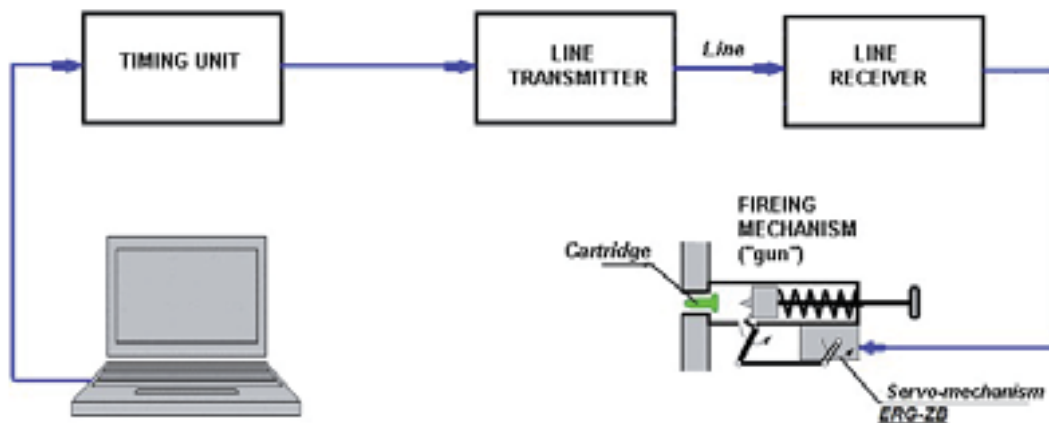 TIMING UNIT
LINE
TRANSMITTER
Line
LINE
RECEIVER
FIREING
MECHANISM
("gun")
Cartridge
Servo-mechanism
ERG-ZB